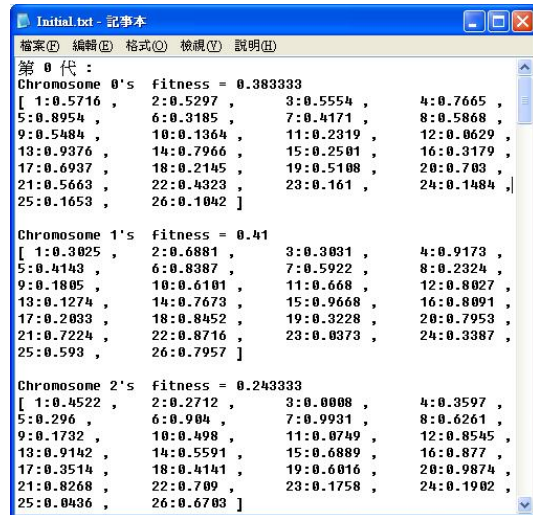 Initial.txt - 記事本
檔案(F) 編輯(E) 格式(O) 檢視(V) 說明(H)
第 0 代 :
Chromosome 0's fitness = 0.383333
[ 1:0.5716 , 2:0.5297 , 3:0.5554 , 4:0.7665 ,
5:0.8954 , 6:0.3185 , 7:0.4171 , 8:0.5868 ,
9:0.5484 , 10:0.1364 , 11:0.2319 , 12:0.0629 ,
13:0.9376 , 14:0.7966 , 15:0.2501 , 16:0.3179 ,
17:0.6937 , 18:0.2145 , 19:0.5108 , 20:0.703 ,
21:0.5663 , 22:0.4323 , 23:0.161 , 24:0.1484 ,
25:0.1653 , 26:0.1042 ]
Chromosome 1's fitness = 0.41
[ 1:0.3025 , 2:0.6881 , 3:0.3031 , 4:0.9173 ,
5:0.4143 , 6:0.8387 , 7:0.5922 , 8:0.2324 ,
9:0.1805 , 10:0.6101 , 11:0.668 , 12:0.8027 ,
13:0.1274 , 14:0.7673 , 15:0.9668 , 16:0.8091 ,
17:0.2033 , 18:0.8452 , 19:0.3228 , 20:0.7953 ,
21:0.7224 , 22:0.8716 , 23:0.0373 , 24:0.3387 ,
25:0.593 , 26:0.7957 ]
Chromosome 2's fitness = 0.243333
[ 1:0.4522 , 2:0.2712 , 3:0.0008 , 4:0.3597 ,
5:0.296 , 6:0.904 , 7:0.9931 , 8:0.6261 ,
9:0.1732 , 10:0.498 , 11:0.0749 , 12:0.8545 ,
13:0.9142 , 14:0.5591 , 15:0.6889 , 16:0.877 ,
17:0.3514 , 18:0.4141 , 19:0.6016 , 20:0.9874 ,
21:0.8268 , 22:0.709 , 23:0.1758 , 24:0.1902 ,
25:0.0436 , 26:0.6703 ]